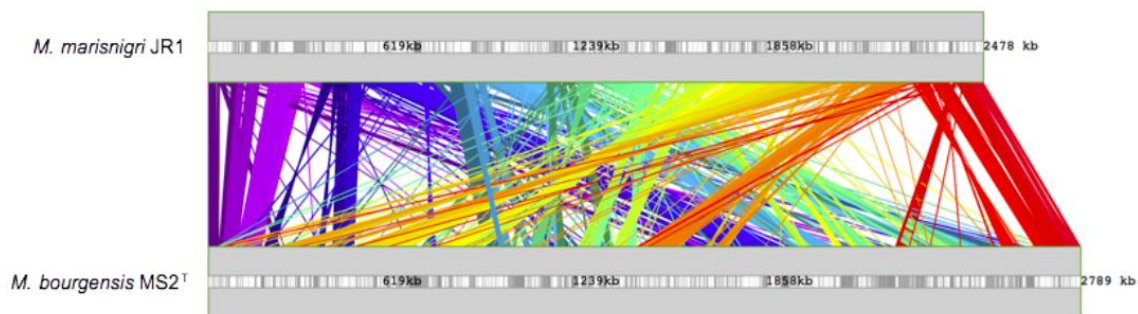 M. marisnigri JR1
619kb 1239kb 1858kb 2478 kb
M. bourgensis MS2ᵀ
619kb 1239kb 1858kb 2789 kb